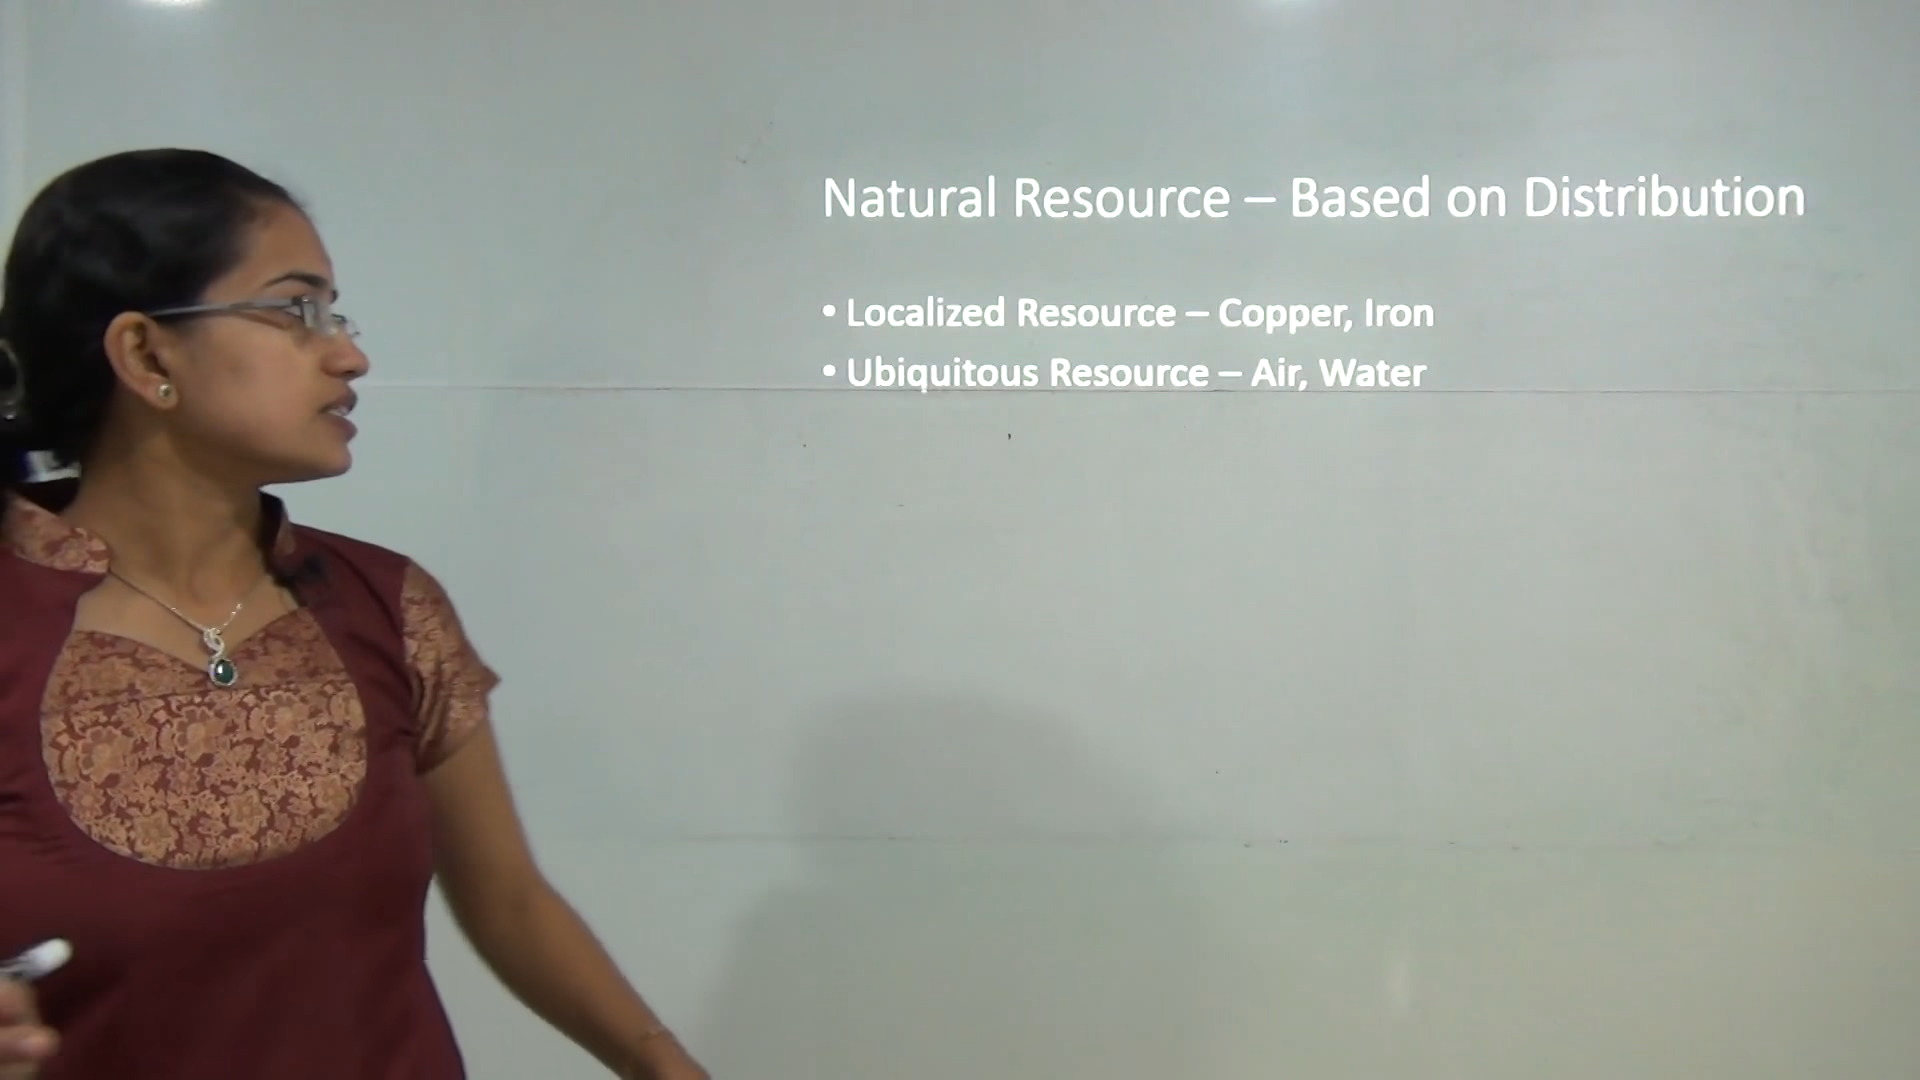 Natural Resource – Based on Distribution
• Localized Resource – Copper, Iron
• Ubiquitous Resource – Air, Water